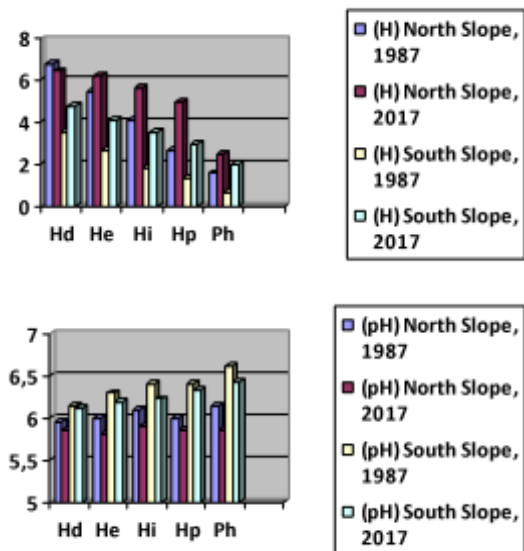 8
6
4
2
0
Hd He Hi Hp Ph
(H) North Slope,
1987
(H) North Slope,
2017
(H) South Slope,
1987
(H) South Slope,
2017
7
6,5
6
5,5
5
Hd He Hi Hp Ph
(pH) North Slope,
1987
(pH) North Slope,
2017
(pH) South Slope,
1987
(pH) South Slope,
2017